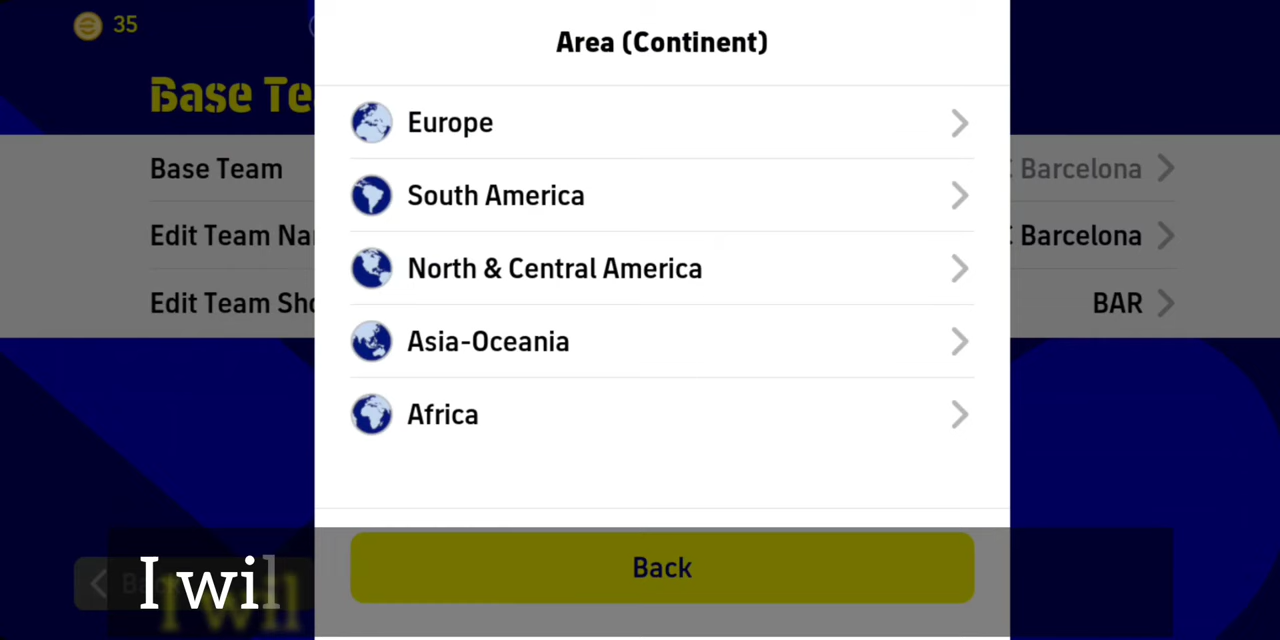 35
Area (Continent)
Base Te
Europe
Base Team
Barcelona
South America
Edit Team Na
Barcelona
North & Central America
Edit Team Sho
BAR
Asia-Oceania
Africa
Back
I wil